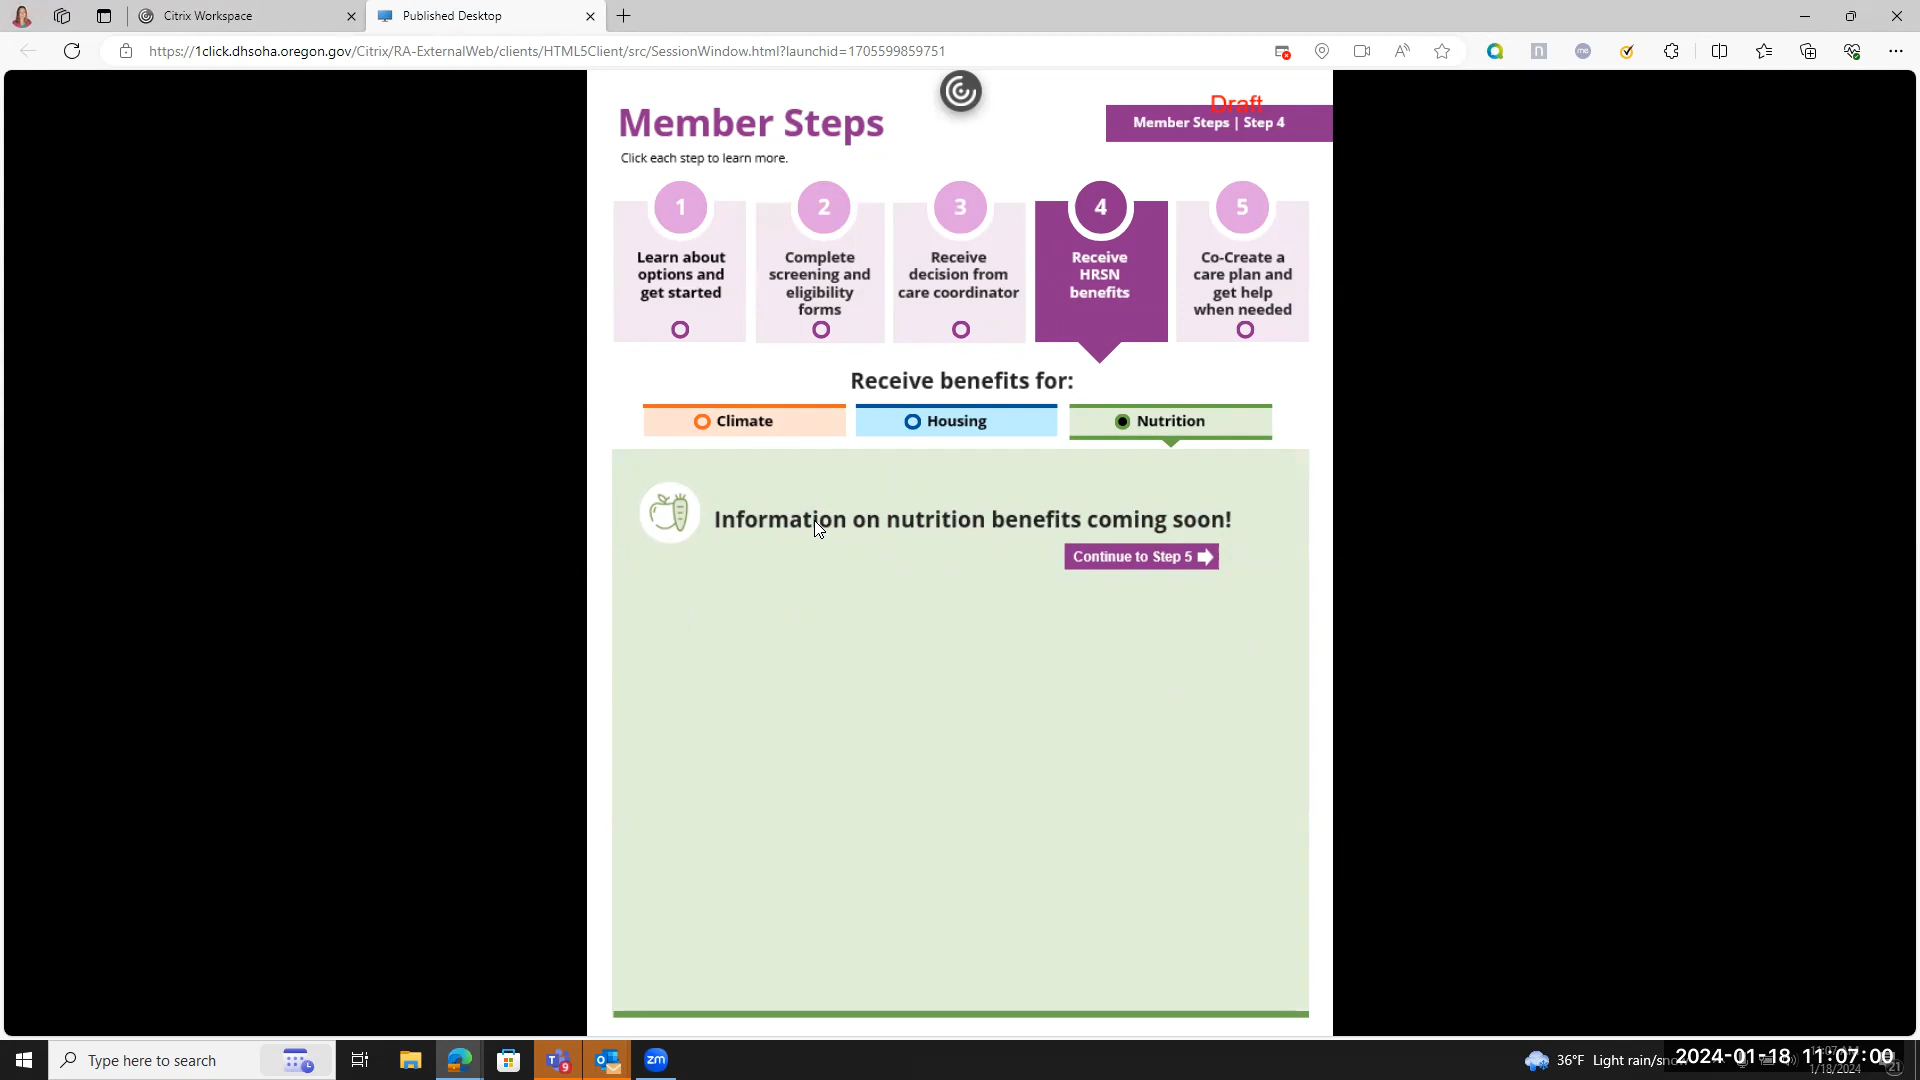 Citrix Workspace
Published Desktop
https://1click.dhsoha.oregon.gov/Citrix/RA-ExternalWeb/clients/HTML5Client/src/SessionWindow.html?launchid=1705599859751
Draft
Member Steps
Member Steps | Step 4
Click each step to learn more.
1
Learn about
options and
get started
2
Complete
screening and
eligibility
forms
3
Receive
decision from
care coordinator
4
Receive
HRSN
benefits
5
Co-Create a
care plan and
get help
when needed
Receive benefits for:
Climate
Housing
Nutrition
Information on nutrition benefits coming soon!
Continue to Step 5
Type here to search
9
zm
36°F Light rain/s
2024-01-18 11:07:00
1/18/2024
21